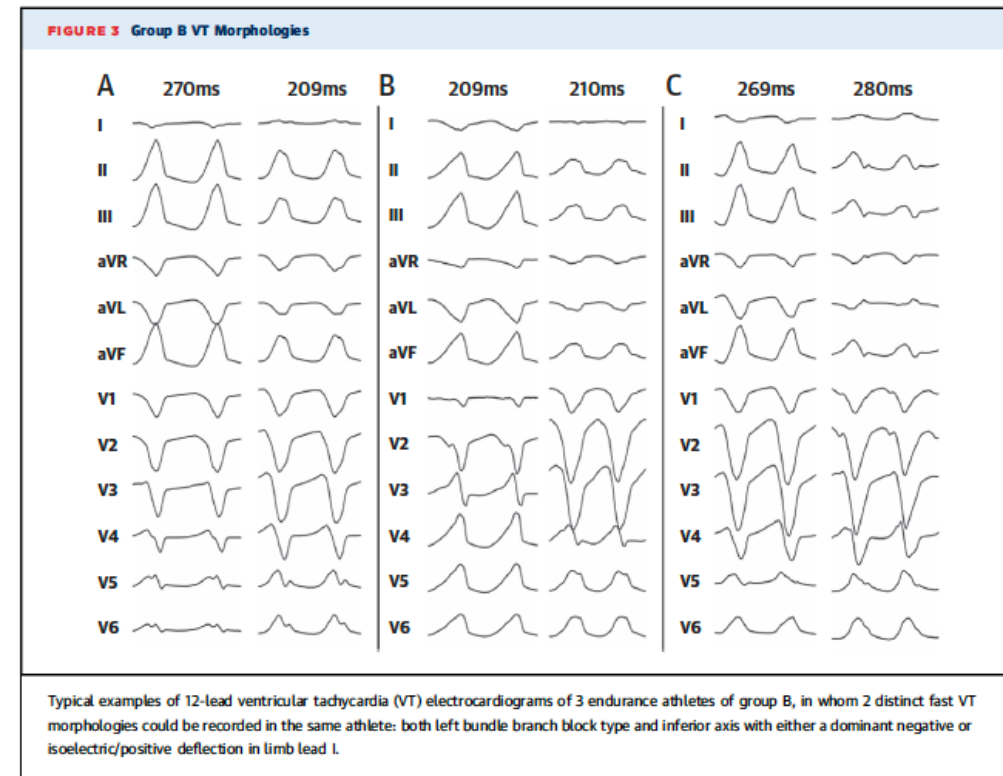 FIGURE 3 Group B VT Morphologies
A 270ms 209ms B 209ms 210ms C 269ms 280ms
I I I
II II II
III III III
aVR aVR aVR
aVL aVL aVL
aVF aVF aVF
V1 V1 V1
V2 V2 V2
V3 V3 V3
V4 V4 V4
V5 V5 V5
V6 V6 V6
Typical examples of 12-lead ventricular tachycardia (VT) electrocardiograms of 3 endurance athletes of group B, in whom 2 distinct fast VT
morphologies could be recorded in the same athlete: both left bundle branch block type and inferior axis with either a dominant negative or
isoelectric/positive deflection in limb lead I.